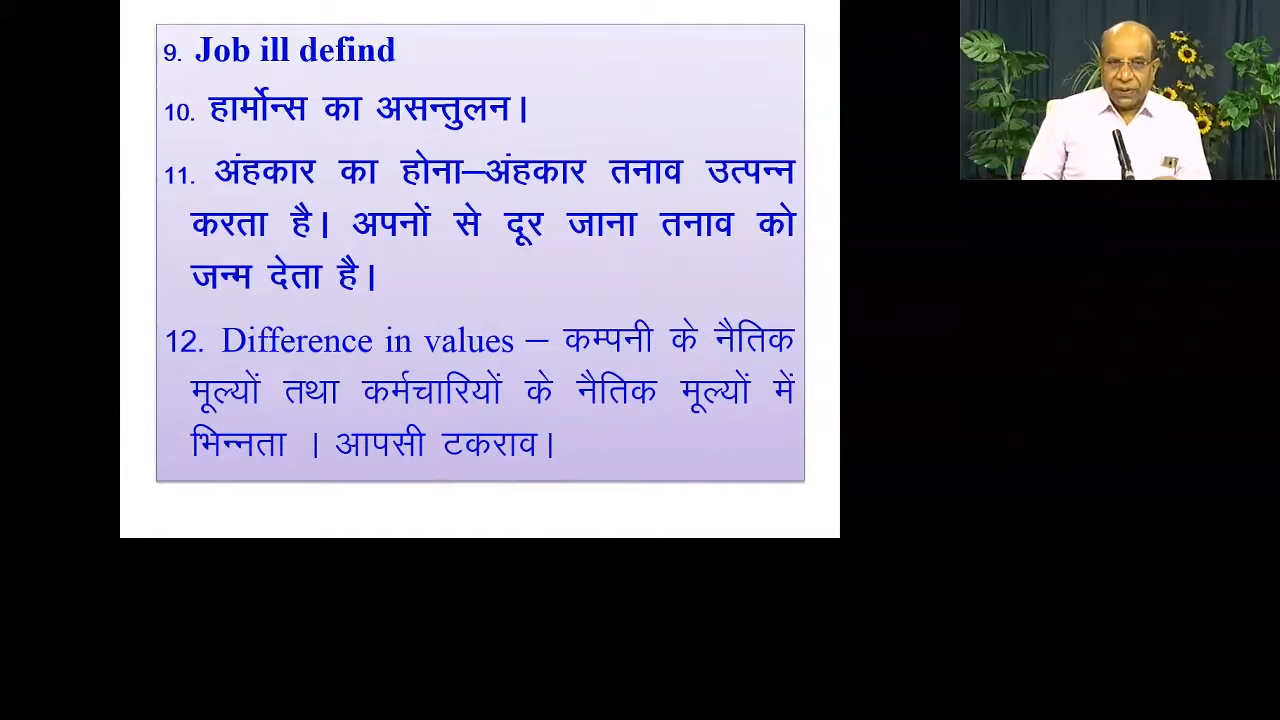 9. Job ill defind
10. हार्मोन्स का असन्तुलन।
11. अंहकार का होना–अंहकार तनाव उत्पन्न
करता है। अपनों से दूर जाना तनाव को
जन्म देता है।
12. Difference in values – कम्पनी के नैतिक
मूल्यों तथा कर्मचारियों के नैतिक मूल्यों में
भिन्नता । आपसी टकराव।